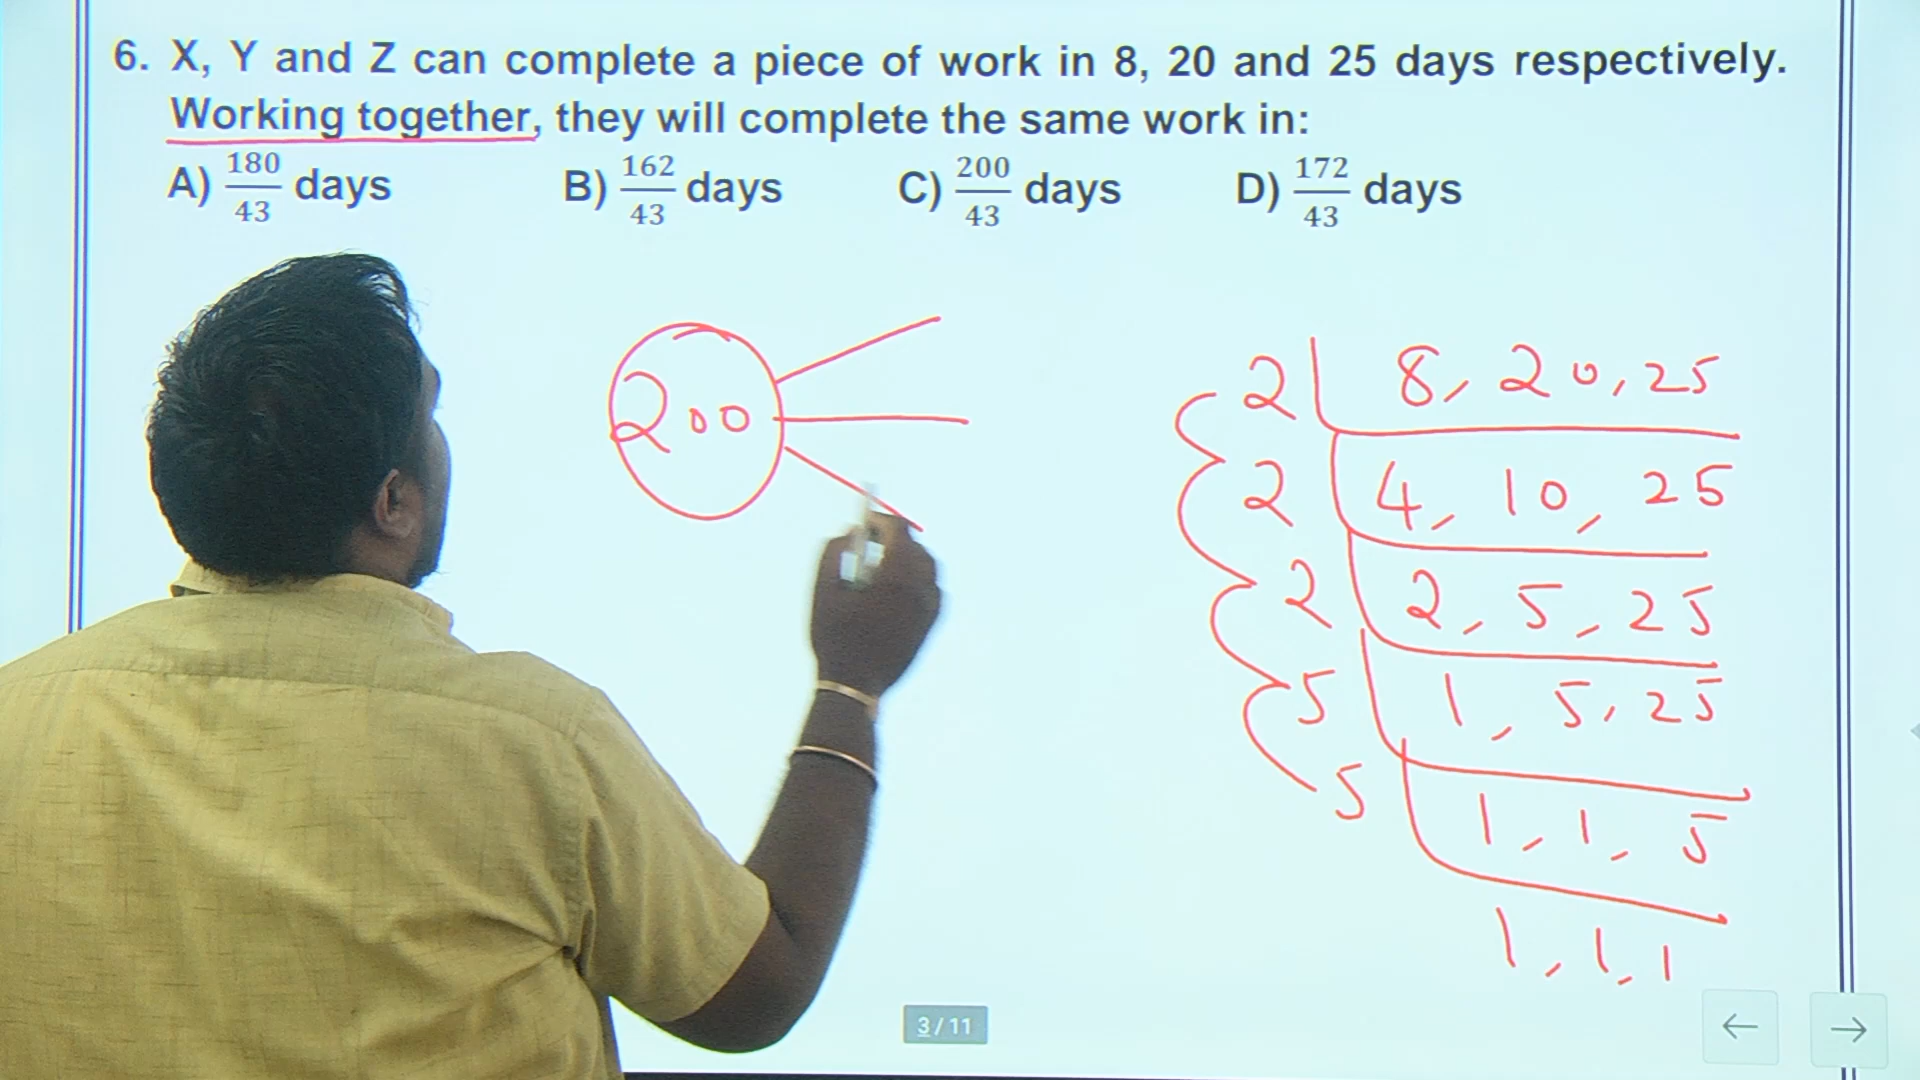 6. X, Y and Z can complete a piece of work in 8, 20 and 25 days respectively.
Working together, they will complete the same work in:
A) 180/43 days B) 162/43 days C) 200/43 days D) 172/43 days
200
2 8, 20, 25
2 4, 10, 25
2 2, 5, 25
5 1, 5, 25
5 1, 1, 5
1, 1, 1
3 / 11
← →